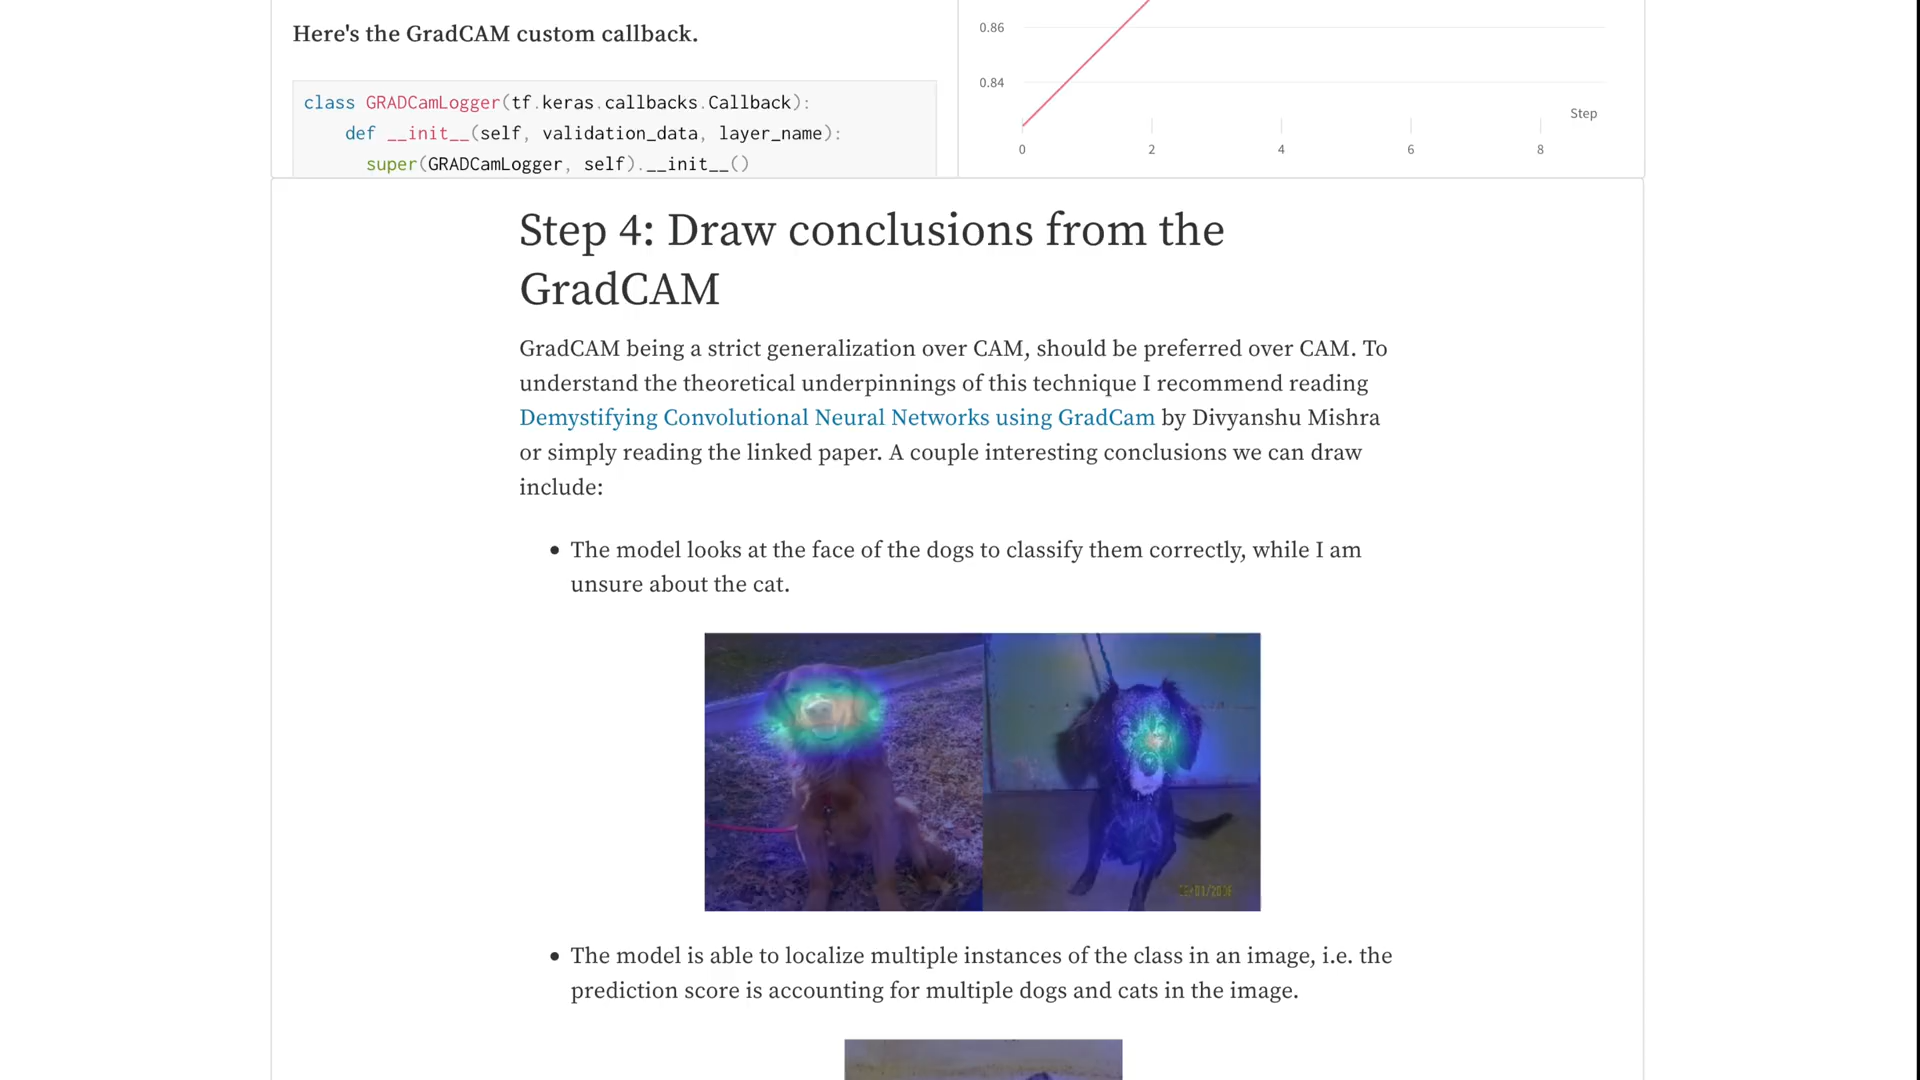 Here's the GradCAM custom callback.
class GRADCamLogger(tf.keras.callbacks.Callback):
def __init__(self, validation_data, layer_name):
super(GRADCamLogger, self).__init__()
0.86
0.84
Step
0 2 4 6 8
Step 4: Draw conclusions from the
GradCAM
GradCAM being a strict generalization over CAM, should be preferred over CAM. To
understand the theoretical underpinnings of this technique I recommend reading
Demystifying Convolutional Neural Networks using GradCam by Divyanshu Mishra
or simply reading the linked paper. A couple interesting conclusions we can draw
include:
• The model looks at the face of the dogs to classify them correctly, while I am
unsure about the cat.
• The model is able to localize multiple instances of the class in an image, i.e. the
prediction score is accounting for multiple dogs and cats in the image.